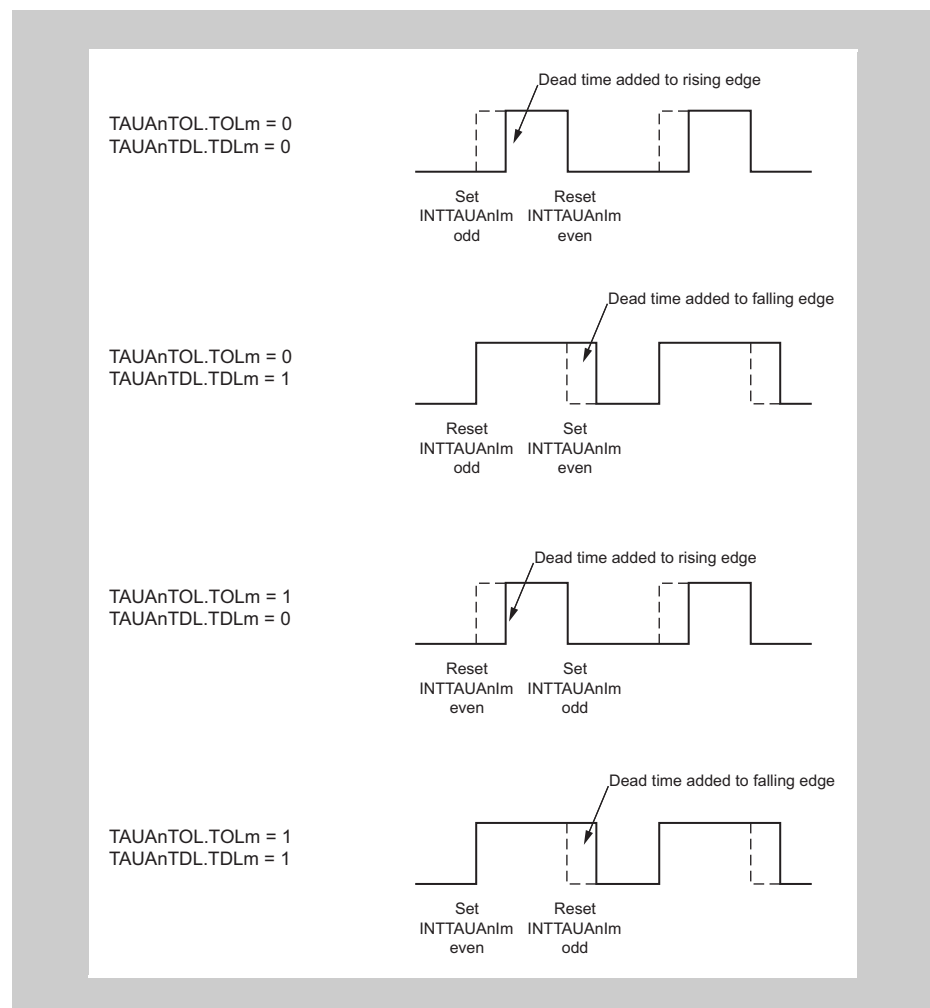 Dead time added to rising edge
TAUAnTOL.TOLm = 0
TAUAnTDL.TDLm = 0
Set
INTTAUAnIm
odd
Reset
INTTAUAnIm
even
Dead time added to falling edge
TAUAnTOL.TOLm = 0
TAUAnTDL.TDLm = 1
Reset
INTTAUAnIm
odd
Set
INTTAUAnIm
even
Dead time added to rising edge
TAUAnTOL.TOLm = 1
TAUAnTDL.TDLm = 0
Reset
INTTAUAnIm
even
Set
INTTAUAnIm
odd
Dead time added to falling edge
TAUAnTOL.TOLm = 1
TAUAnTDL.TDLm = 1
Set
INTTAUAnIm
even
Reset
INTTAUAnIm
odd